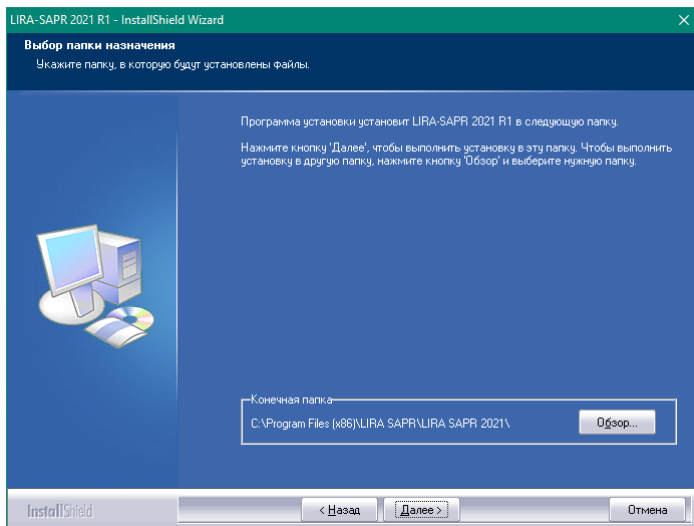 LIRA-SAPR 2021 R1 - InstallShield Wizard
Выбор папки назначения
Укажите папку, в которую будут установлены файлы.
Программа установки установит LIRA-SAPR 2021 R1 в следующую папку.
Нажмите кнопку 'Далее', чтобы выполнить установку в эту папку. Чтобы выполнить
установку в другую папку, нажмите кнопку 'Обзор' и выберите нужную папку.
Конечная папка
C:\Program Files (x86)\LIRA SAPR\LIRA SAPR 2021\
Обзор...
InstallShield
< Назад
Далее >
Отмена